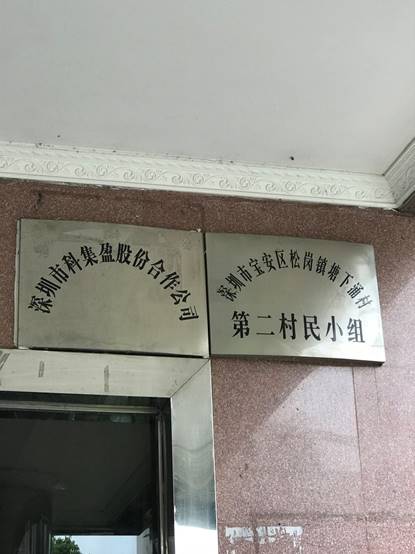 深圳市科集盈股份合作公司
深圳市宝安区松岗镇塘下涌村
第二村民小组